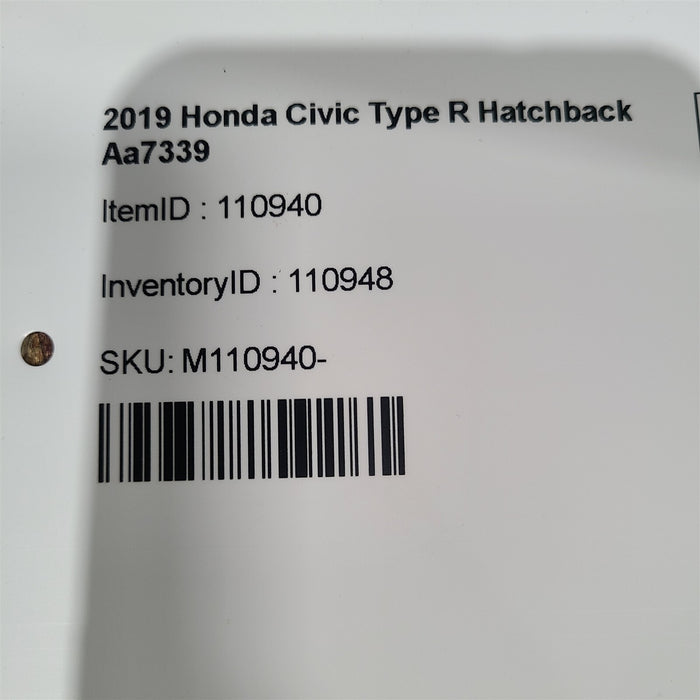 2019 Honda Civic Type R Hatchback
Aa7339
ItemID : 110940
InventoryID : 110948
SKU: M110940-